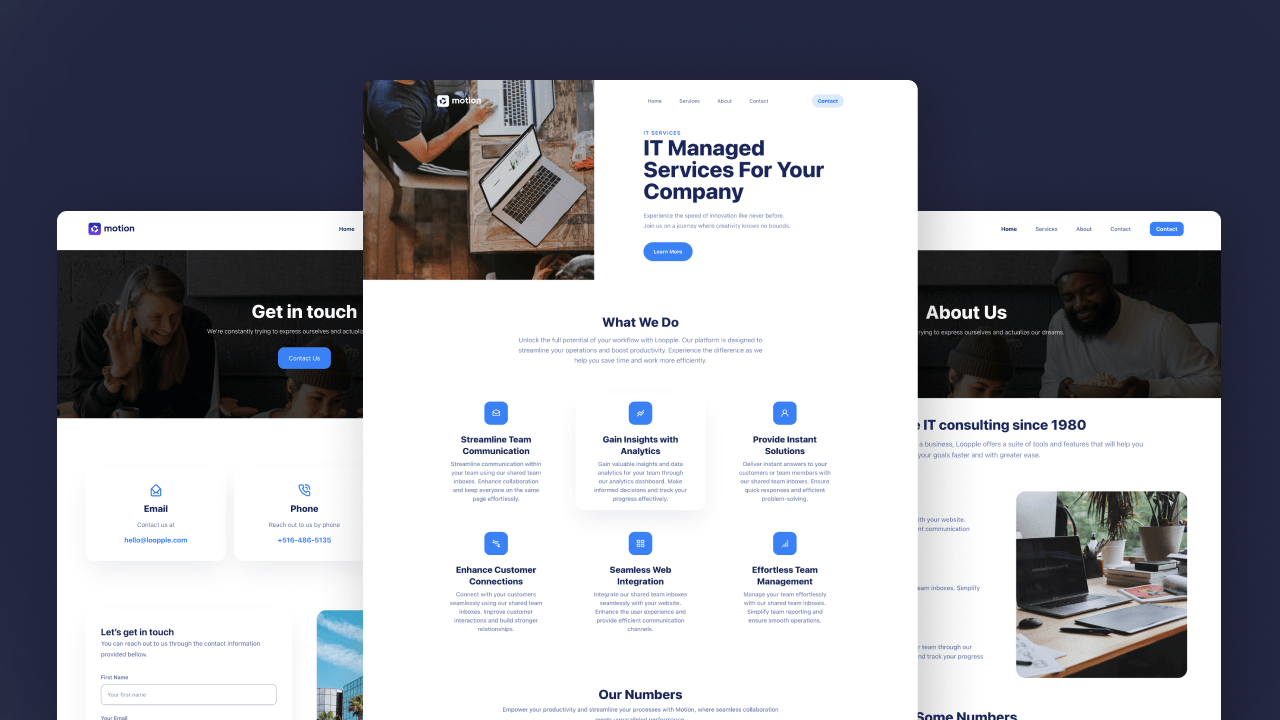 motion
Home
Get in touch
We're constantly trying to express ourselves and
Contact Us
Email
Contact us at
hello@loopple.com
Phone
Reach out to us by phone
+516-486-5135
Let's get in touch
You can reach out to us through the contact information
provided bellow.
First Name
Your first name
Your Email
motion
Home
Services
About
Contact
Contact
IT SERVICES
IT Managed
Services For Your
Company
Experience the speed of innovation like never before.
Join us on a journey where creativity knows no bounds.
Learn More
What We Do
Unlock the full potential of your workflow with Loopple. Our platform is designed to
streamline your operations and boost productivity. Experience the difference as we
help you save time and work more efficiently.
Streamline Team
Communication
Streamline communication within
your team using our shared team
inboxes. Enhance collaboration
and keep everyone on the same
page effortlessly.
Gain Insights with
Analytics
Gain valuable insights and data
analytics for your team through
our analytics dashboard. Make
informed decisions and track your
progress effectively.
Provide Instant
Solutions
Deliver instant answers to your
customers or team members with
our shared team inboxes. Ensure
quick responses and efficient
problem-solving.
Enhance Customer
Connections
Connect with your customers
seamlessly using our shared team
inboxes. Improve customer
interactions and build stronger
relationships.
Seamless Web
Integration
Integrate our shared team inboxes
seamlessly with your website.
Enhance the user experience and
provide efficient communication
channels.
Effortless Team
Management
Manage your team effortlessly
with our shared team inboxes.
Simplify team reporting and
ensure smooth operations.
Our Numbers
Empower your productivity and streamline your processes with Motion, where seamless collaboration
meets unparalleled performance.
Home
Services
About
Contact
Contact
About Us
to express ourselves and actualize our dreams.
IT consulting since 1980
a business, Loopple offers a suite of tools and features that will help you
your goals faster and with greater ease.
with your website.
communication
team inboxes. Simplify
team through our
and track your progress
Some Numbers